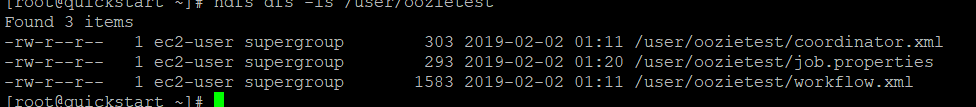 [root@quickstart ~]# hdfs dfs -ls /user/oozietest
Found 3 items
-rw-r--r--   1 ec2-user supergroup        303 2019-02-02 01:11 /user/oozietest/coordinator.xml
-rw-r--r--   1 ec2-user supergroup        293 2019-02-02 01:20 /user/oozietest/job.properties
-rw-r--r--   1 ec2-user supergroup       1583 2019-02-02 01:11 /user/oozietest/workflow.xml
[root@quickstart ~]#